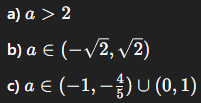 a) a > 2
b) a ∈ (−√2, √2)
c) a ∈ (−1, −4/5) ∪ (0, 1)